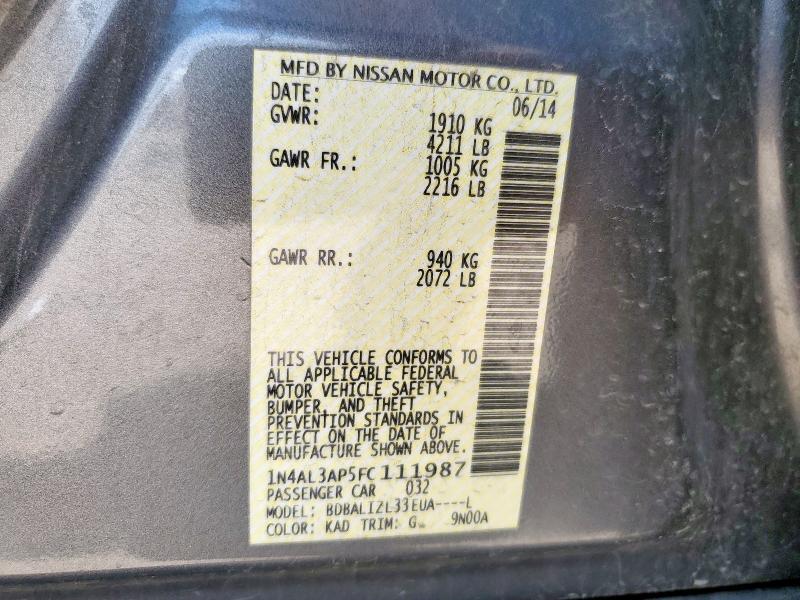 MFD BY NISSAN MOTOR CO., LTD.
DATE: 06/14
GVWR: 1910 KG
4211 LB
GAWR FR.: 1005 KG
2216 LB
GAWR RR.: 940 KG
2072 LB
THIS VEHICLE CONFORMS TO
ALL APPLICABLE FEDERAL
MOTOR VEHICLE SAFETY,
BUMPER, AND THEFT
PREVENTION STANDARDS IN
EFFECT ON THE DATE OF
MANUFACTURE SHOWN ABOVE.
1N4AL3AP5FC111987
PASSENGER CAR 032
MODEL: BDBALIZL33EUA----L
COLOR: KAD TRIM: G 9N00A